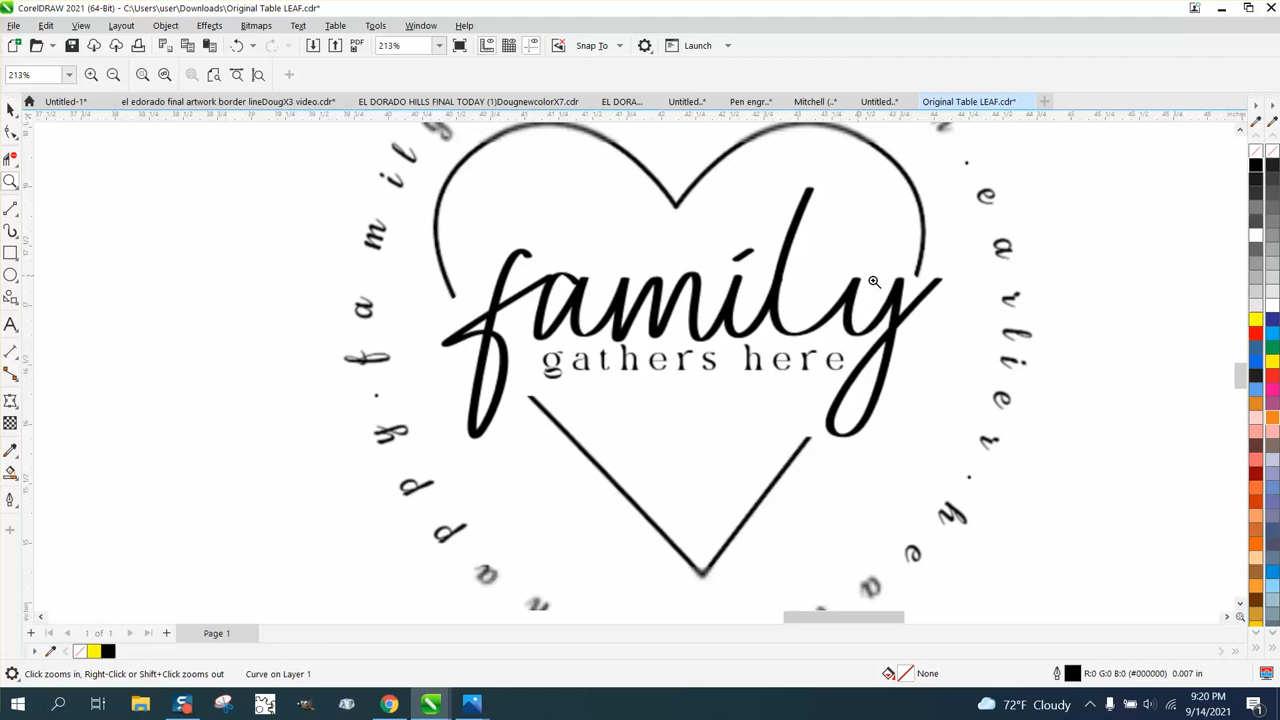 CorelDRAW 2021 (64-Bit) - C:\Users\user\Downloads\Original Table LEAF.cdr*
File Edit View Layout Object Effects Bitmaps Text Tools Table Window Help
PDF 213% Snap To Launch
213%
Untitled-1* el edorado final artwork border lineDougX3 video.cdr* EL DORADO HILLS FINAL TODAY (1)DougnewcolorX7.cdr EL DORA... Untitled..* Pen engr..* Mitchell (..* Untitled..* Original Table LEAF.cdr*
family
gathers here
1 of 1 Page 1
Click zooms in, Right-Click or Shift+Click zooms out Curve on Layer 1 None R:0 G:0 B:0 (#000000) 0.007 in
72°F Cloudy 9:20 PM
9/14/2021